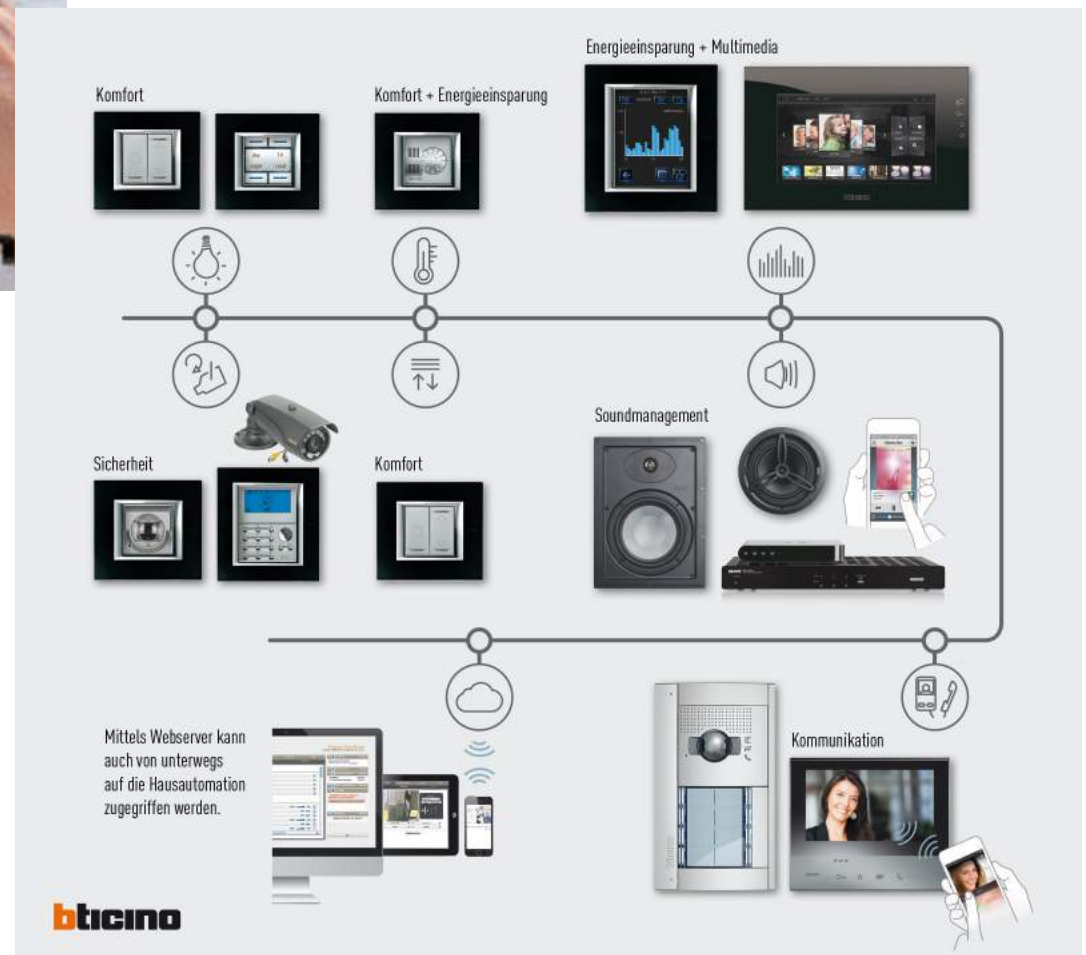 Energieeinsparung + Multimedia
Komfort
Komfort + Energieeinsparung
Soundmanagement
Sicherheit
Komfort
Mittels Webserver kann
auch von unterwegs
auf die Hausautomation
zugegriffen werden.
Kommunikation
bticino